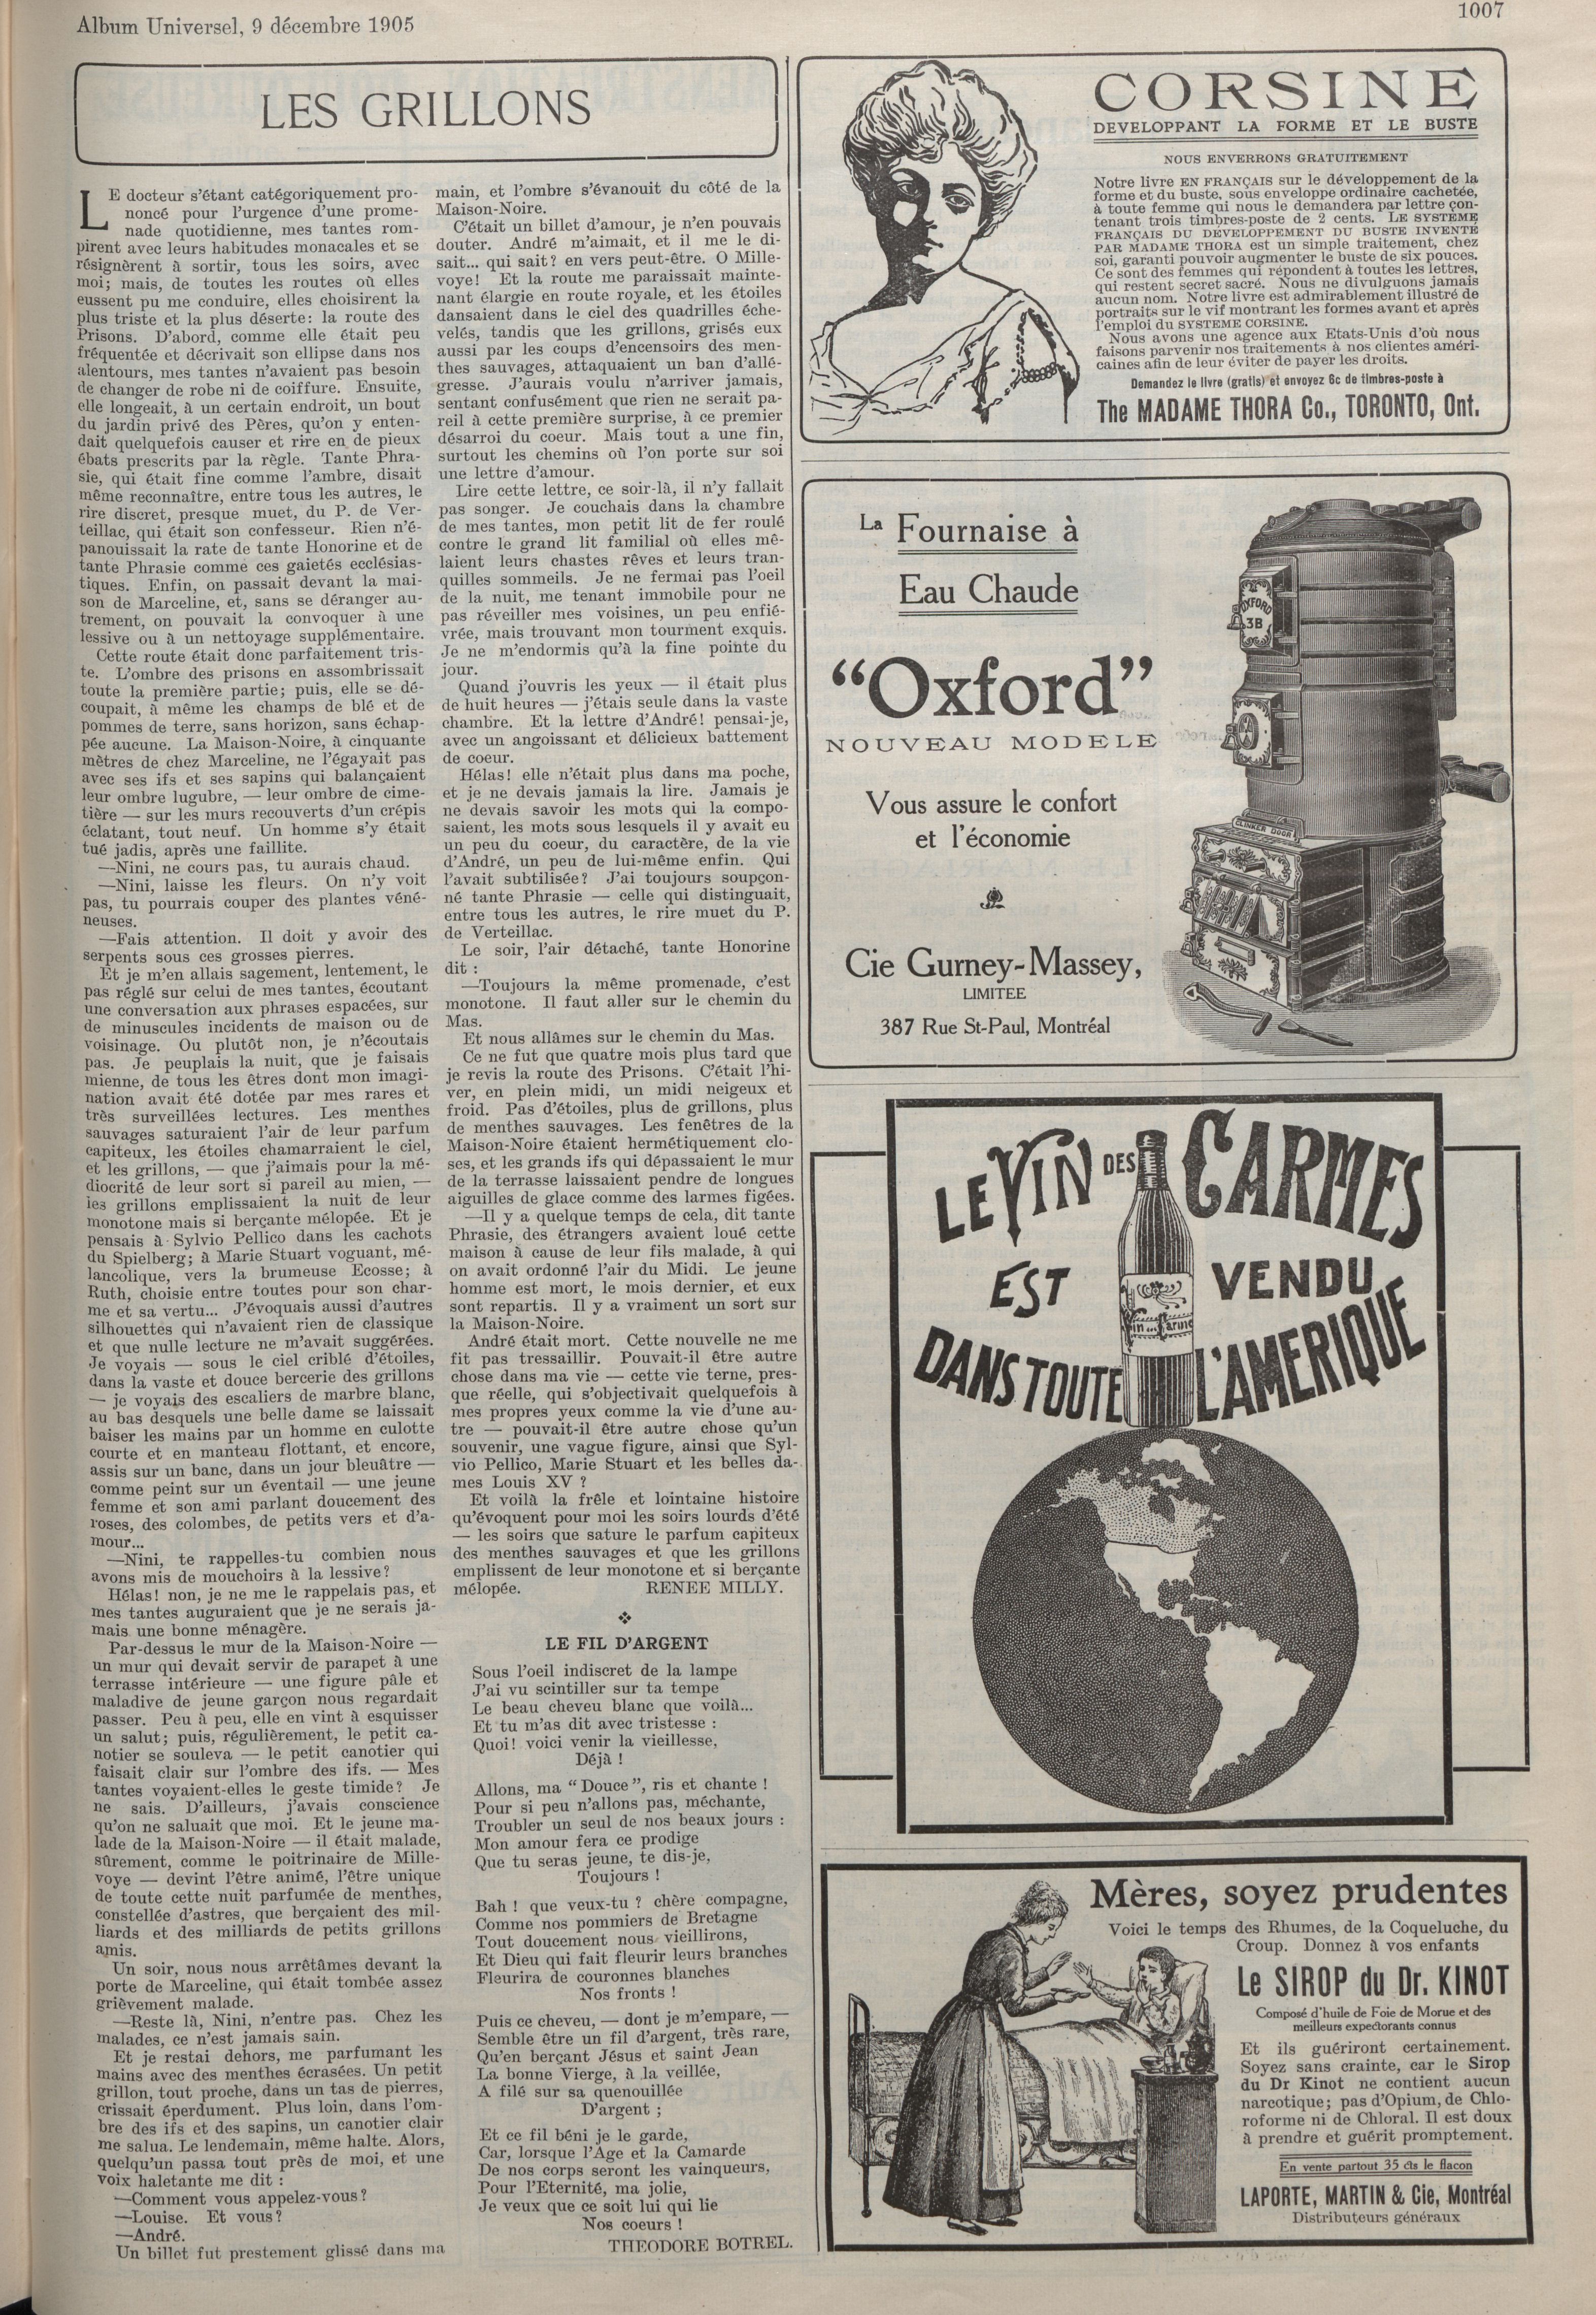 Album Universel, 9 décembre 1905
1007
LES GRILLONS
LE docteur s'étant catégoriquement pro-
noncé pour l'urgence d'une prome-
nade quotidienne, mes tantes rom-
pirent avec leurs habitudes monacales et se
résignèrent à sortir, tous les soirs, avec
moi; mais, de toutes les routes où elles
eussent pu me conduire, elles choisirent la
plus triste et la plus déserte: la route des
Prisons. D'abord, comme elle était peu
fréquentée et décrivait son ellipse dans nos
alentours, mes tantes n'avaient pas besoin
de changer de robe ni de coiffure. Ensuite,
elle longeait, à un certain endroit, un bout
du jardin privé des Pères, qu'on y enten-
dait quelquefois causer et rire en de pieux
ébats prescrits par la règle. Tante Phra-
sie, qui était fine comme l'ambre, disait
même reconnaître, entre tous les autres, le
rire discret, presque muet, du P. de Ver-
teillac, qui était son confesseur. Rien n'é-
panouissait la rate de tante Honorine et de
tante Phrasie comme ces gaietés ecclésias-
tiques. Enfin, on passait devant la mai-
son de Marceline, et, sans se déranger au-
trement, on pouvait la convoquer à une
lessive ou à un nettoyage supplémentaire.
Cette route était donc parfaitement tris-
te. L'ombre des prisons en assombrissait
toute la première partie; puis, elle se dé-
coupait, à même les champs de blé et de
pommes de terre, sans horizon, sans échap-
pée aucune. La Maison-Noire, à cinquante
mètres de chez Marceline, ne l'égayait pas
avec ses ifs et ses sapins qui balançaient
leur ombre lugubre, — leur ombre de cime-
tière — sur les murs recouverts d'un crépis
éclatant, tout neuf. Un homme s'y était
tué jadis, après une faillite.
—Nini, ne cours pas, tu aurais chaud.
—Nini, laisse les fleurs. On n'y voit
pas, tu pourrais couper des plantes véné-
neuses.
—Fais attention. Il doit y avoir des
serpents sous ces grosses pierres.
Et je m'en allais sagement, lentement, le
pas réglé sur celui de mes tantes, écoutant
une conversation aux phrases espacées, sur
de minuscules incidents de maison ou de
voisinage. Ou plutôt non, je n'écoutais
pas. Je peuplais la nuit, que je faisais
mienne, de tous les êtres dont mon imagi-
nation avait été dotée par mes rares et
très surveillées lectures. Les menthes
sauvages saturaient l'air de leur parfum
capiteux, les étoiles chamarraient le ciel,
et les grillons, — que j'aimais pour la mé-
diocrité de leur sort si pareil au mien, —
les grillons emplissaient la nuit de leur
monotone mais si berçante mélopée. Et je
pensais à Sylvio Pellico dans les cachots
du Spielberg; à Marie Stuart voguant, mé-
lancolique, vers la brumeuse Ecosse; à
Ruth, choisie entre toutes pour son char-
me et sa vertu... J'évoquais aussi d'autres
silhouettes qui n'avaient rien de classique
et que nulle lecture ne m'avait suggérées.
Je voyais — sous le ciel criblé d'étoiles,
dans la vaste et douce bercerie des grillons
— je voyais des escaliers de marbre blanc,
au bas desquels une belle dame se laissait
baiser les mains par un homme en culotte
courte et en manteau flottant, et encore,
assis sur un banc, dans un jour bleuâtre —
comme peint sur un éventail — une jeune
femme et son ami parlant doucement des
roses, des colombes, de petits vers et d'a-
mour...
—Nini, te rappelles-tu combien nous
avons mis de mouchoirs à la lessive?
Hélas! non, je ne me le rappelais pas, et
mes tantes auguraient que je ne serais ja-
mais une bonne ménagère.
Par-dessus le mur de la Maison-Noire —
un mur qui devait servir de parapet à une
terrasse intérieure — une figure pâle et
maladive de jeune garçon nous regardait
passer. Peu à peu, elle en vint à esquisser
un salut; puis, régulièrement, le petit ca-
notier se souleva — le petit canotier qui
faisait clair sur l'ombre des ifs. — Mes
tantes voyaient-elles le geste timide? Je
ne sais. D'ailleurs, j'avais conscience
qu'on ne saluait que moi. Et le jeune ma-
lade de la Maison-Noire — il était malade,
sûrement, comme le poitrinaire de Mille-
voye — devint l'être animé, l'être unique
de toute cette nuit parfumée de menthes,
constellée d'astres, que berçaient des mil-
liards et des milliards de petits grillons
amis.
Un soir, nous nous arrêtâmes devant la
porte de Marceline, qui était tombée assez
grièvement malade.
—Reste là, Nini, n'entre pas. Chez les
malades, ce n'est jamais sain.
Et je restai dehors, me parfumant les
mains avec des menthes écrasées. Un petit
grillon, tout proche, dans un tas de pierres,
crissait éperdument. Plus loin, dans l'om-
bre des ifs et des sapins, un canotier clair
me salua. Le lendemain, même halte. Alors,
quelqu'un passa tout près de moi, et une
voix haletante me dit :
—Comment vous appelez-vous?
—Louise. Et vous?
—André.
Un billet fut prestement glissé dans ma
main, et l'ombre s'évanouit du côté de la
Maison-Noire.
C'était un billet d'amour, je n'en pouvais
douter. André m'aimait, et il me le di-
sait... qui sait? en vers peut-être. O Mille-
voye! Et la route me paraissait mainte-
nant élargie en route royale, et les étoiles
dansaient dans le ciel des quadrilles éche-
velés, tandis que les grillons, grisés eux
aussi par les coups d'encensoirs des men-
thes sauvages, attaquaient un ban d'allé-
gresse. J'aurais voulu n'arriver jamais,
sentant confusément que rien ne serait pa-
reil à cette première surprise, à ce premier
désarroi du coeur. Mais tout a une fin,
surtout les chemins où l'on porte sur soi
une lettre d'amour.
Lire cette lettre, ce soir-là, il n'y fallait
pas songer. Je couchais dans la chambre
de mes tantes, mon petit lit de fer roulé
contre le grand lit familial où elles mê-
laient leurs chastes rêves et leurs tran-
quilles sommeils. Je ne fermai pas l'oeil
de la nuit, me tenant immobile pour ne
pas réveiller mes voisines, un peu enfié-
vrée, mais trouvant mon tourment exquis.
Je ne m'endormis qu'à la fine pointe du
jour.
Quand j'ouvris les yeux — il était plus
de huit heures — j'étais seule dans la vaste
chambre. Et la lettre d'André! pensai-je,
avec un angoissant et délicieux battement
de coeur.
Hélas! elle n'était plus dans ma poche,
et je ne devais jamais la lire. Jamais je
ne devais savoir les mots qui la compo-
saient, les mots sous lesquels il y avait eu
un peu du coeur, du caractère, de la vie
d'André, un peu de lui-même enfin. Qui
l'avait subtilisée? J'ai toujours soupçon-
né tante Phrasie — celle qui distinguait,
entre tous les autres, le rire muet du P.
de Verteillac.
Le soir, l'air détaché, tante Honorine
dit :
—Toujours la même promenade, c'est
monotone. Il faut aller sur le chemin du
Mas.
Et nous allâmes sur le chemin du Mas.
Ce ne fut que quatre mois plus tard que
je revis la route des Prisons. C'était l'hi-
ver, en plein midi, un midi neigeux et
froid. Pas d'étoiles, plus de grillons, plus
de menthes sauvages. Les fenêtres de la
Maison-Noire étaient hermétiquement clo-
ses, et les grands ifs qui dépassaient le mur
de la terrasse laissaient pendre de longues
aiguilles de glace comme des larmes figées.
—Il y a quelque temps de cela, dit tante
Phrasie, des étrangers avaient loué cette
maison à cause de leur fils malade, à qui
on avait ordonné l'air du Midi. Le jeune
homme est mort, le mois dernier, et eux
sont repartis. Il y a vraiment un sort sur
la Maison-Noire.
André était mort. Cette nouvelle ne me
fit pas tressaillir. Pouvait-il être autre
chose dans ma vie — cette vie terne, pres-
que réelle, qui s'objectivait quelquefois à
mes propres yeux comme la vie d'une au-
tre — pouvait-il être autre chose qu'un
souvenir, une vague figure, ainsi que Syl-
vio Pellico, Marie Stuart et les belles da-
mes Louis XV ?
Et voilà la frêle et lointaine histoire
qu'évoquent pour moi les soirs lourds d'été
— les soirs que sature le parfum capiteux
des menthes sauvages et que les grillons
emplissent de leur monotone et si berçante
mélopée. RENEE MILLY.
LE FIL D'ARGENT
Sous l'oeil indiscret de la lampe
J'ai vu scintiller sur ta tempe
Le beau cheveu blanc que voilà...
Et tu m'as dit avec tristesse :
Quoi! voici venir la vieillesse,
Déjà !
Allons, ma "Douce", ris et chante !
Pour si peu n'allons pas, méchante,
Troubler un seul de nos beaux jours :
Mon amour fera ce prodige
Que tu seras jeune, te dis-je,
Toujours !
Bah ! que veux-tu ? chère compagne,
Comme nos pommiers de Bretagne
Tout doucement nous vieillirons,
Et Dieu qui fait fleurir leurs branches
Fleurira de couronnes blanches
Nos fronts !
Puis ce cheveu, — dont je m'empare, —
Semble être un fil d'argent, très rare,
Qu'en berçant Jésus et saint Jean
La bonne Vierge, à la veillée,
A filé sur sa quenouillée
D'argent ;
Et ce fil béni je le garde,
Car, lorsque l'Age et la Camarde
De nos corps seront les vainqueurs,
Pour l'Eternité, ma jolie,
Je veux que ce soit lui qui lie
Nos coeurs !
THEODORE BOTREL.
CORSINE
DEVELOPPANT LA FORME ET LE BUSTE
NOUS ENVERRONS GRATUITEMENT
Notre livre EN FRANÇAIS sur le développement de la
forme et du buste, sous enveloppe ordinaire cachetée,
à toute femme qui nous le demandera par lettre con-
tenant trois timbres-poste de 2 cents. LE SYSTÈME
FRANÇAIS DU DÉVELOPPEMENT DU BUSTE INVENTÉ
PAR MADAME THORA est un simple traitement, chez
soi, garanti pouvoir augmenter le buste de six pouces.
Ce sont des femmes qui répondent à toutes les lettres,
qui restent secret sacré. Nous ne divulguons jamais
aucun nom. Notre livre est admirablement illustré de
portraits sur le vif montrant les formes avant et après
l'emploi du SYSTEME CORSINE.
Nous avons une agence aux Etats-Unis d'où nous
faisons parvenir nos traitements à nos clientes améri-
caines afin de leur éviter de payer les droits.
Demandez le livre (gratis) et envoyez 6c de timbres-poste à
The MADAME THORA Co., TORONTO, Ont.
La Fournaise à
Eau Chaude
"Oxford"
NOUVEAU MODELE
Vous assure le confort
et l'économie
Cie Gurney-Massey,
LIMITEE
387 Rue St-Paul, Montréal
OXFORD
3B
CLINKER DOOR
LE VIN DES CARMES
EST VENDU
DANS TOUTE L'AMERIQUE
Vin des Carmes
Mères, soyez prudentes
Voici le temps des Rhumes, de la Coqueluche, du
Croup. Donnez à vos enfants
Le SIROP du Dr. KINOT
Composé d'huile de Foie de Morue et des
meilleurs expectorants connus
Et ils guériront certainement.
Soyez sans crainte, car le Sirop
du Dr Kinot ne contient aucun
narcotique; pas d'Opium, de Chlo-
roforme ni de Chloral. Il est doux
à prendre et guérit promptement.
En vente partout 35 cts le flacon
LAPORTE, MARTIN & Cie, Montréal
Distributeurs généraux